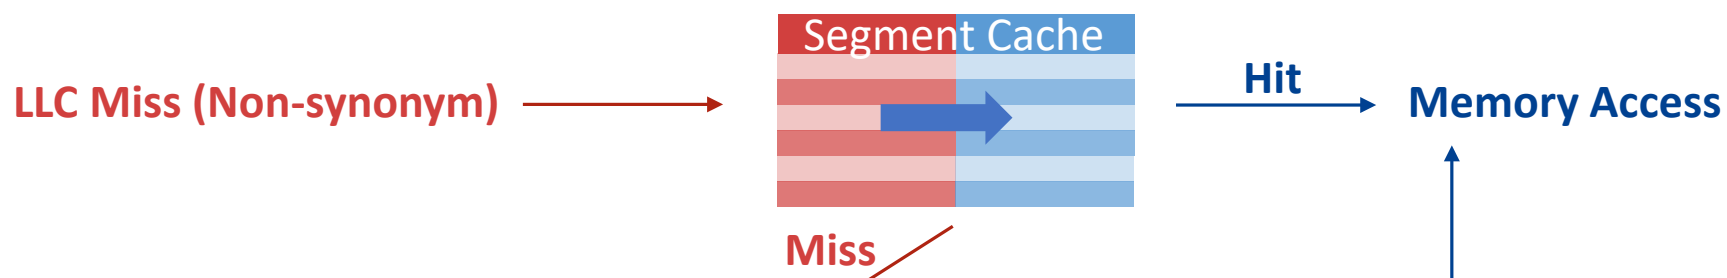 Segment Cache
LLC Miss (Non-synonym)
Hit
Memory Access
Miss